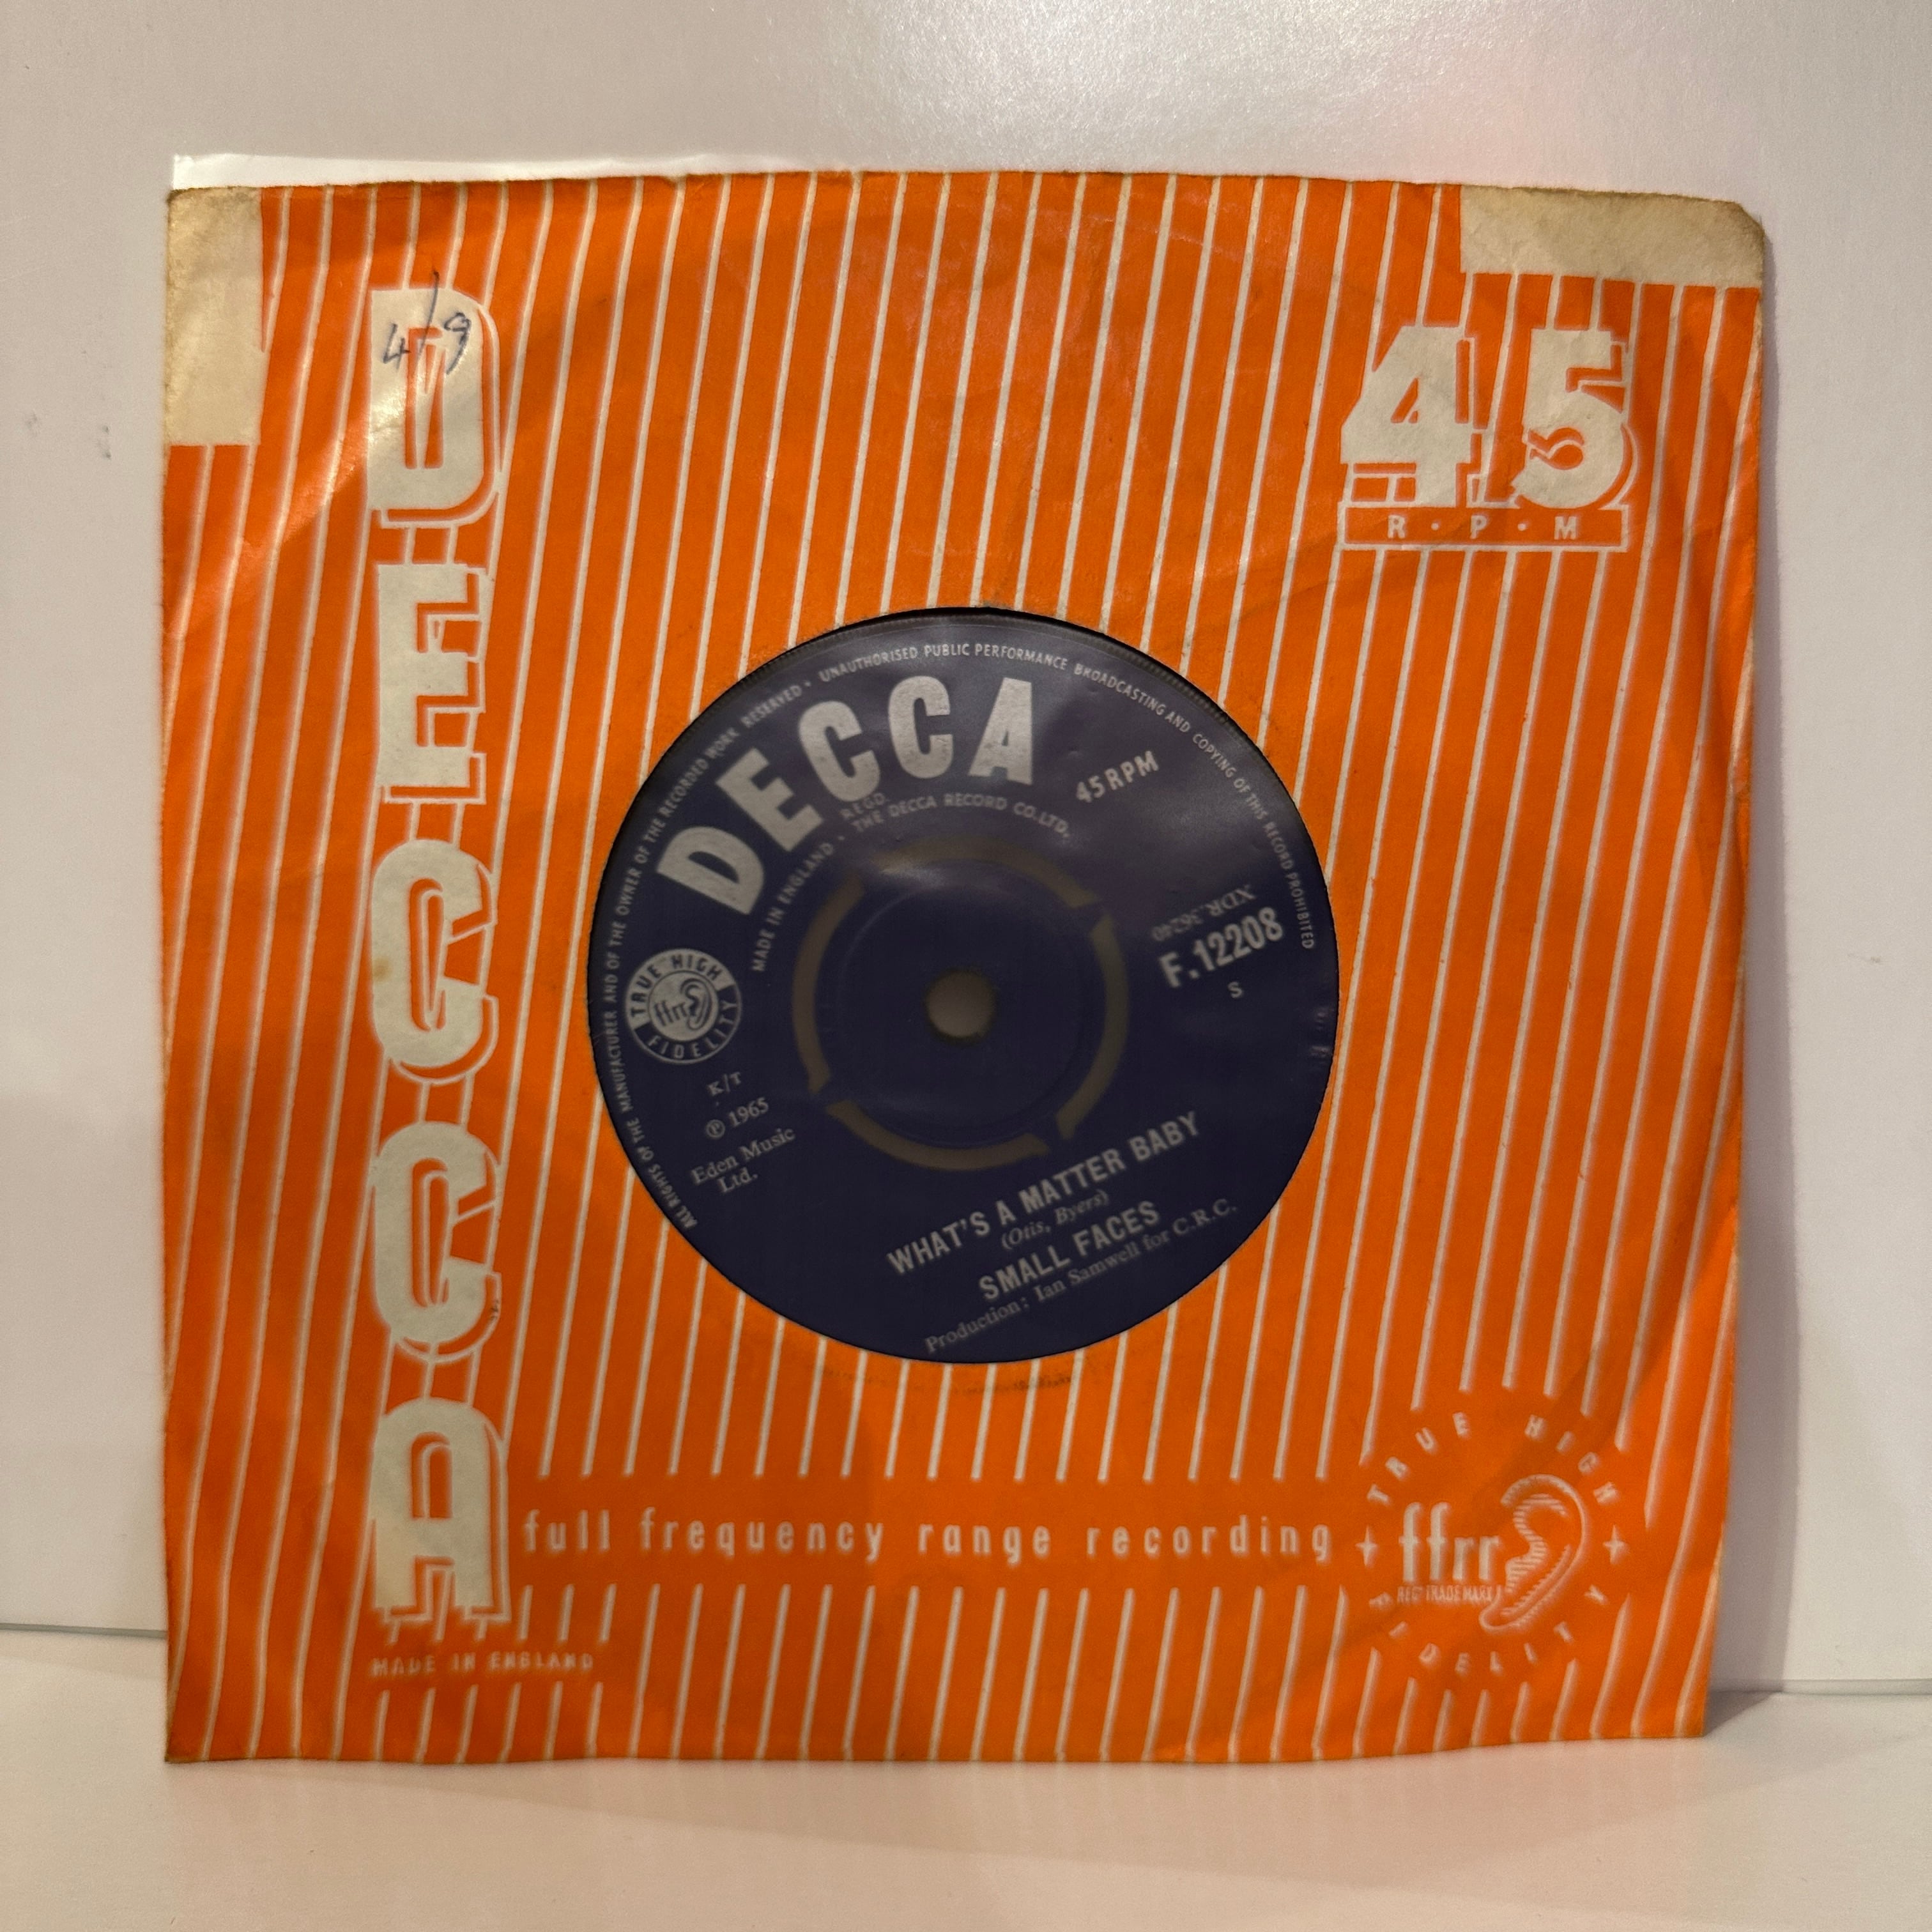 4/9
DECCA
45
R·P·M
ALL RIGHTS OF THE MANUFACTURER AND OF THE OWNER OF THE RECORDED WORK RESERVED • UNAUTHORISED PUBLIC PERFORMANCE BROADCASTING AND COPYING OF THIS RECORD PROHIBITED
DECCA
REGD
MADE IN ENGLAND • THE DECCA RECORD CO. LTD.
45 RPM
XDR.36240
F.12208
S
TRUE HIGH
ffrr
FIDELITY
K/T
℗ 1965
Eden Music
Ltd.
WHAT'S A MATTER BABY
(Otis, Byers)
SMALL FACES
Production: Ian Samwell for C.R.C.
full frequency range recording
TRUE HIGH
ffrr
REGD TRADE MARK
FIDELITY
MADE IN ENGLAND